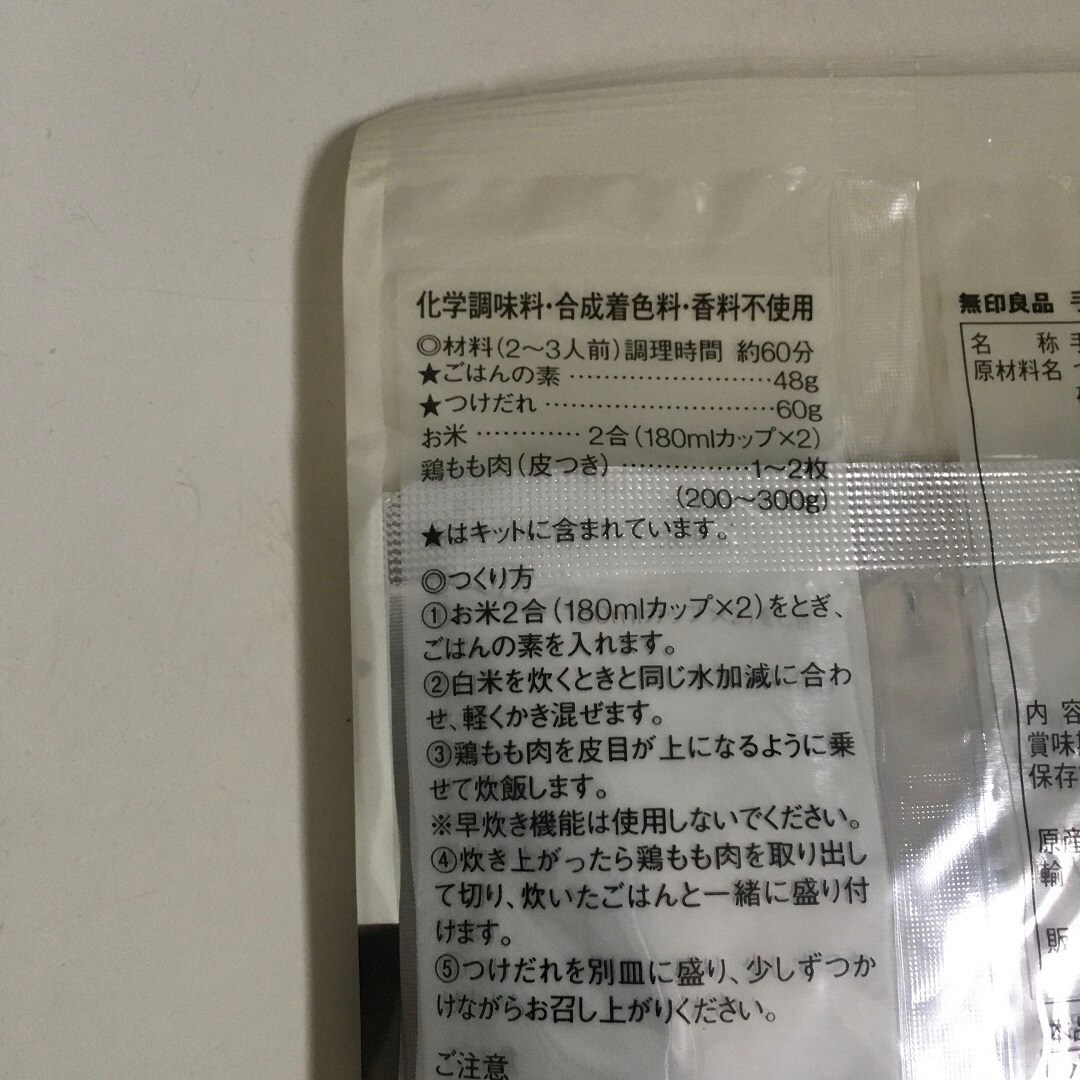 化学調味料・合成着色料・香料不使用
◎材料(2〜3人前)調理時間 約60分
★ごはんの素 ························48g
★つけだれ ···························60g
お米 ············ 2合(180mlカップ×2)
鶏もも肉(皮つき) ···············1〜2枚
(200〜300g)
★はキットに含まれています。
◎つくり方
①お米2合(180mlカップ×2)をとぎ、
ごはんの素を入れます。
②白米を炊くときと同じ水加減に合わ
せ、軽くかき混ぜます。
③鶏もも肉を皮目が上になるように乗
せて炊飯します。
※早炊き機能は使用しないでください。
④炊き上がったら鶏もも肉を取り出し
て切り、炊いたごはんと一緒に盛り付
けます。
⑤つけだれを別皿に盛り、少しずつか
けながらお召し上がりください。
ご注意
無印良品 手
名 称 手
原材料名
内 容
賞味期
保存
原産
輸
販